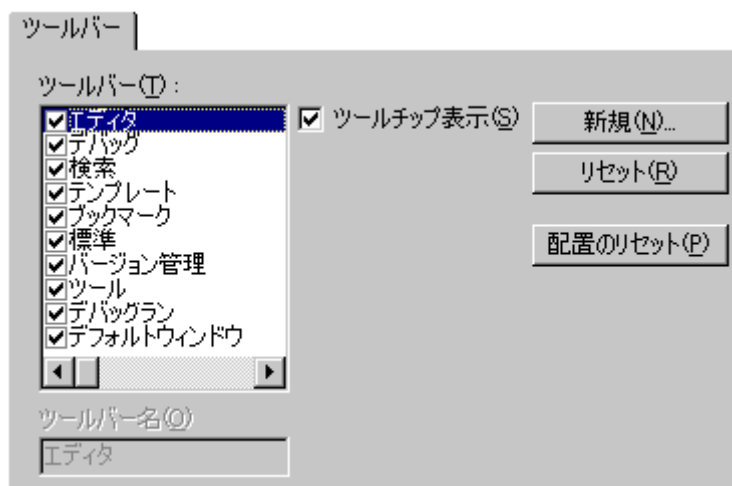 ツールバー
ツールバー(T) :
エディタ
デバッグ
検索
テンプレート
ブックマーク
標準
バージョン管理
ツール
デバッグラン
デフォルトウィンドウ
ツールチップ表示(S)
新規(N)...
リセット(R)
配置のリセット(P)
ツールバー名(O)
エディタ